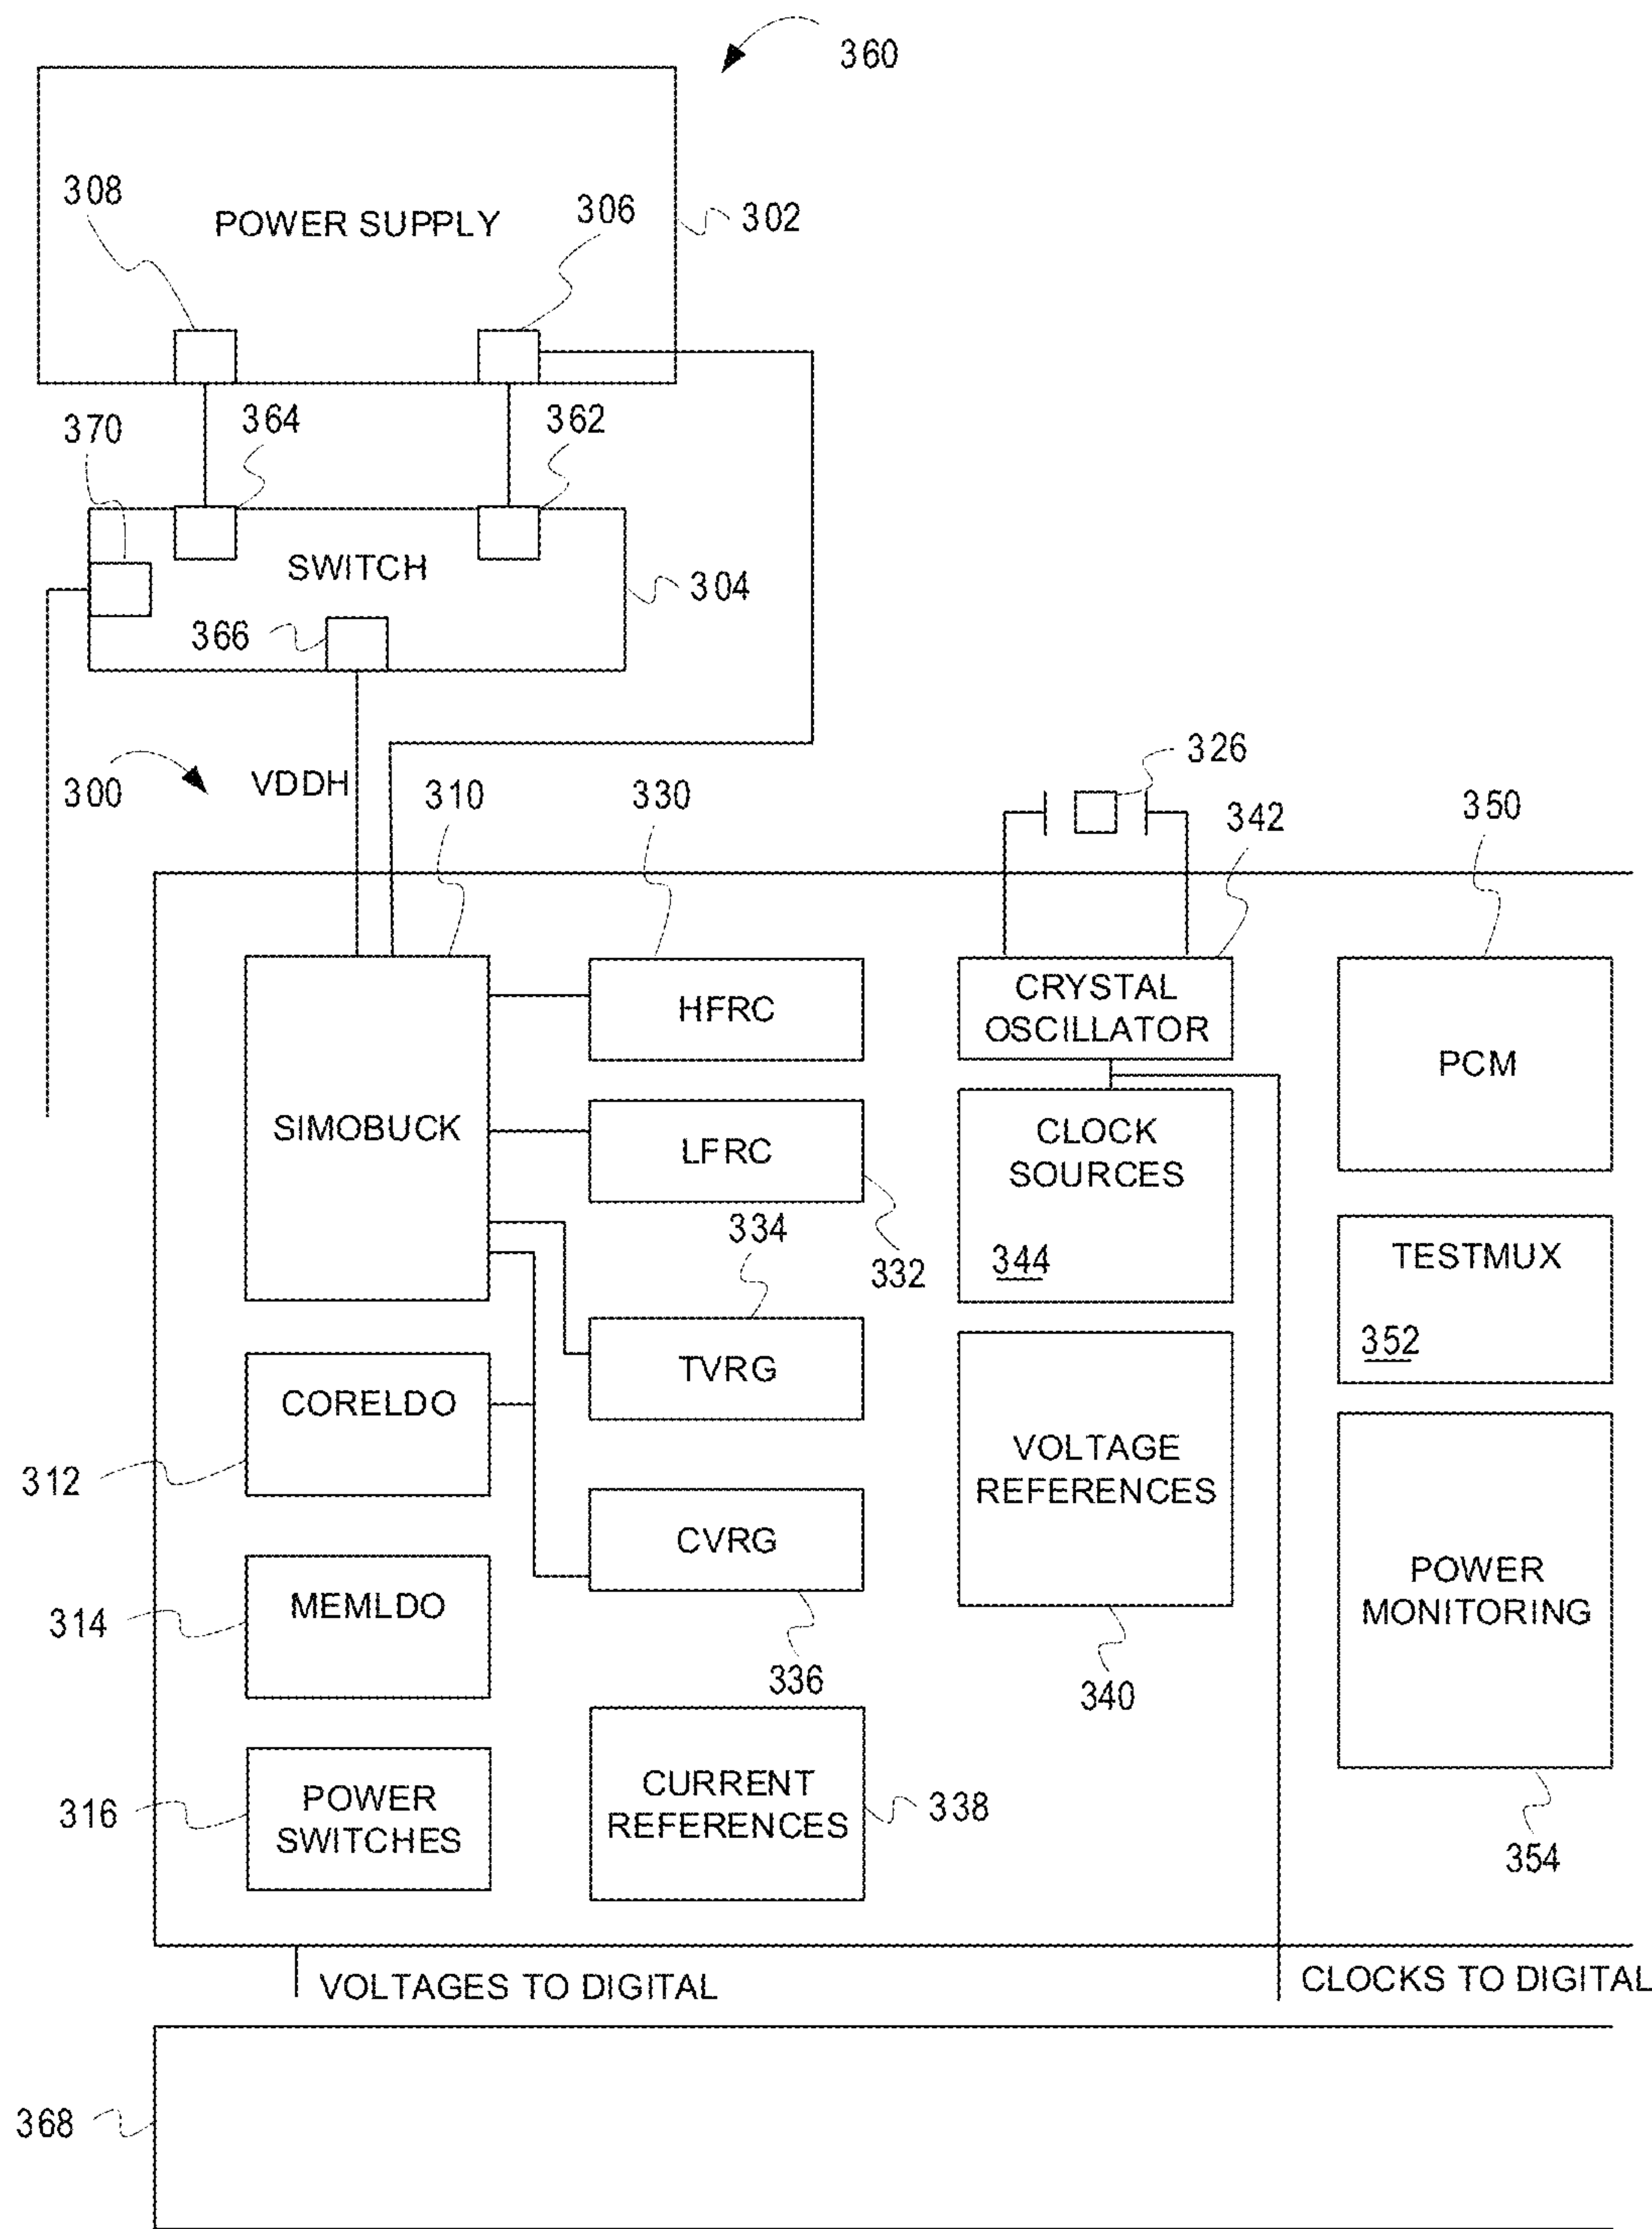 360
308
POWER SUPPLY
306
302
370
364
362
SWITCH
304
366
300
VDDH
310
330
326
342
350
SIMOBUCK
HFRC
CRYSTAL
OSCILLATOR
PCM
LFRC
332
CLOCK
SOURCES
344
TESTMUX
352
334
TVRG
CORELDO
312
VOLTAGE
REFERENCES
340
CVRG
336
MEMLDO
314
POWER
MONITORING
354
POWER
SWITCHES
316
CURRENT
REFERENCES
338
VOLTAGES TO DIGITAL
CLOCKS TO DIGITAL
368